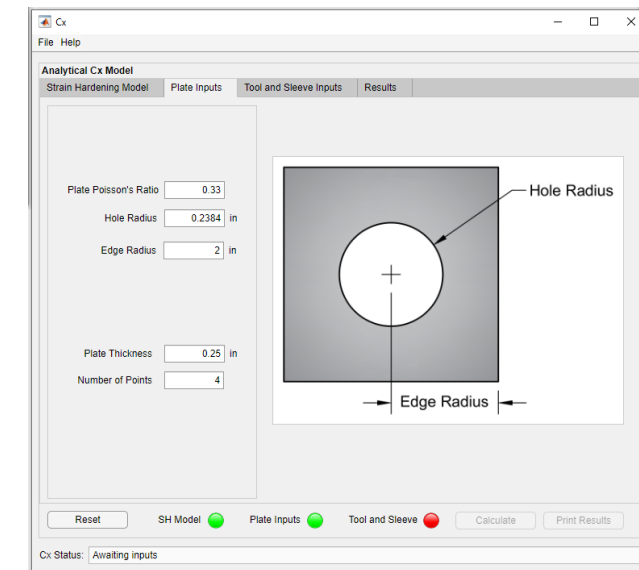 Cx
File Help
Analytical Cx Model
Strain Hardening Model Plate Inputs Tool and Sleeve Inputs Results
Plate Poisson's Ratio 0.33
Hole Radius 0.2384 in
Edge Radius 2 in
Plate Thickness 0.25 in
Number of Points 4
Hole Radius
Edge Radius
Reset SH Model Plate Inputs Tool and Sleeve Calculate Print Results
Cx Status: Awaiting inputs